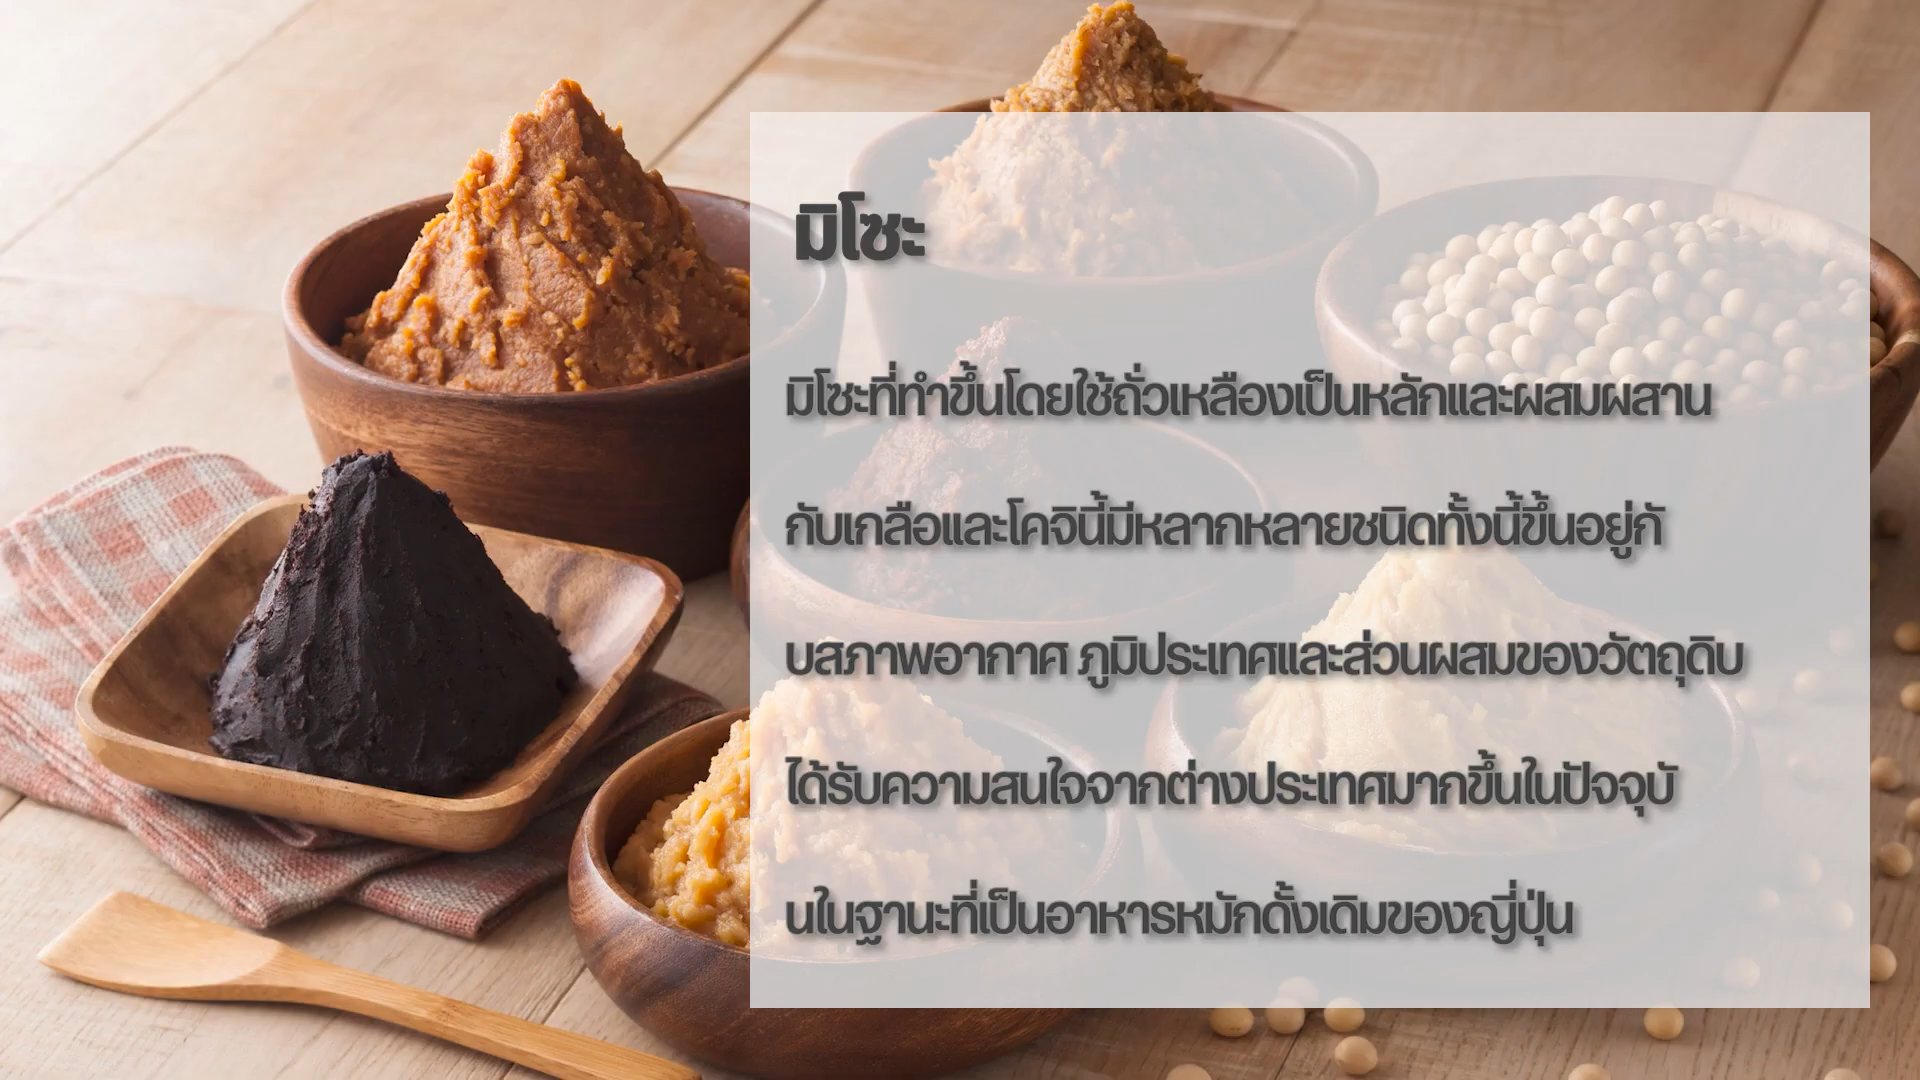 มิโซะ
มิโซะที่ทำขึ้นโดยใช้ถั่วเหลืองเป็นหลักและผสมผสาน
กับเกลือและโคจินี้มีหลากหลายชนิดทั้งนี้ขึ้นอยู่กั
บสภาพอากาศ ภูมิประเทศและส่วนผสมของวัตถุดิบ
ได้รับความสนใจจากต่างประเทศมากขึ้นในปัจจุบั
นในฐานะที่เป็นอาหารหมักดั้งเดิมของญี่ปุ่น